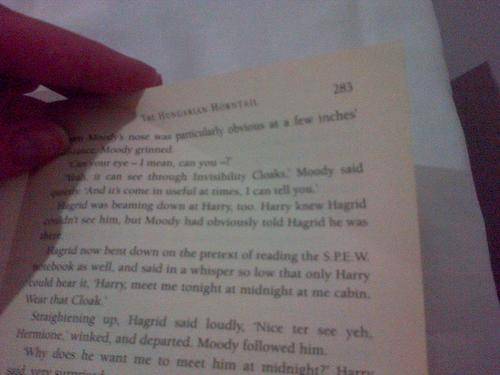 THE HUNGARIAN HORNTAIL 283
Moody's nose was particularly obvious at a few inches'
distance. Moody grinned.
'Can your eye – I mean, can you –?'
'Yeah, it can see through Invisibility Cloaks,' Moody said
quietly. 'And it's come in useful at times, I can tell you.'
Hagrid was beaming down at Harry, too. Harry knew Hagrid
couldn't see him, but Moody had obviously told Hagrid he was
there.
Hagrid now bent down on the pretext of reading the S.P.E.W.
notebook as well, and said in a whisper so low that only Harry
could hear it, 'Harry, meet me tonight at midnight at me cabin.
Wear that Cloak.'
Straightening up, Hagrid said loudly, 'Nice ter see yeh,
Hermione,' winked, and departed. Moody followed him.
'Why does he want me to meet him at midnight?' Harry
said, very surprised.